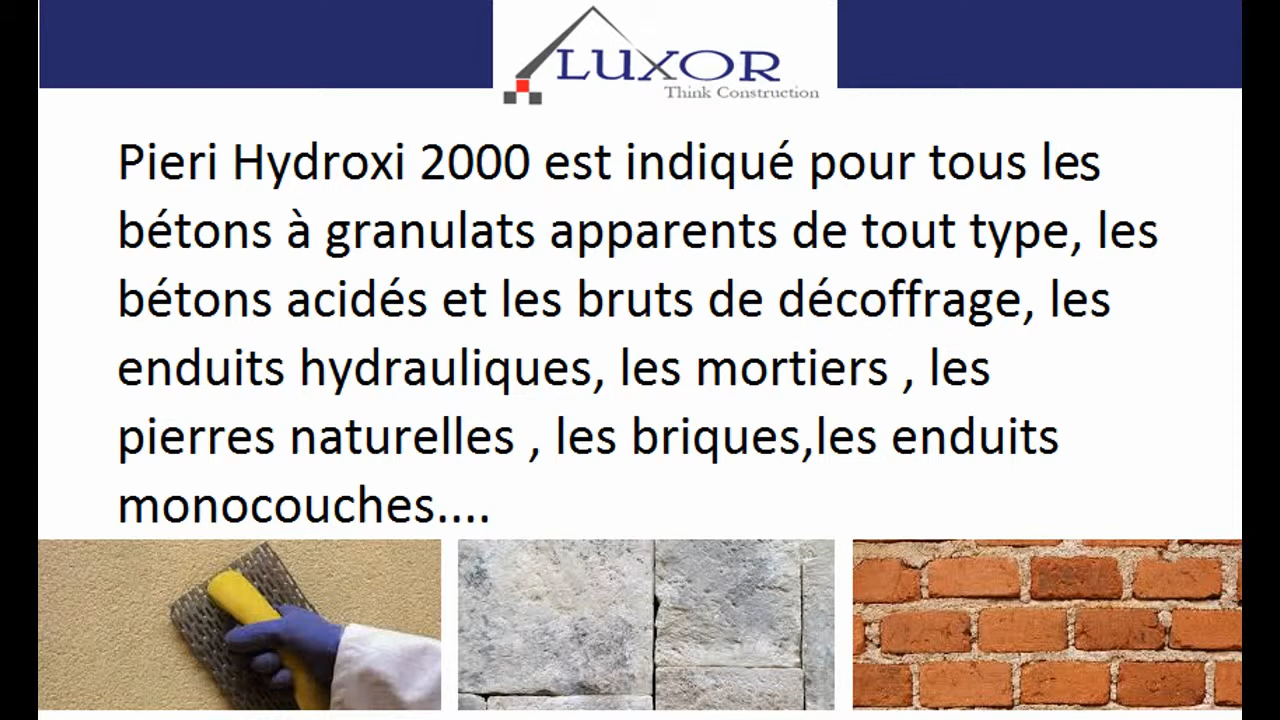 LUXOR
Think Construction
Pieri Hydroxi 2000 est indiqué pour tous les
bétons à granulats apparents de tout type, les
bétons acidés et les bruts de décoffrage, les
enduits hydrauliques, les mortiers , les
pierres naturelles , les briques,les enduits
monocouches....